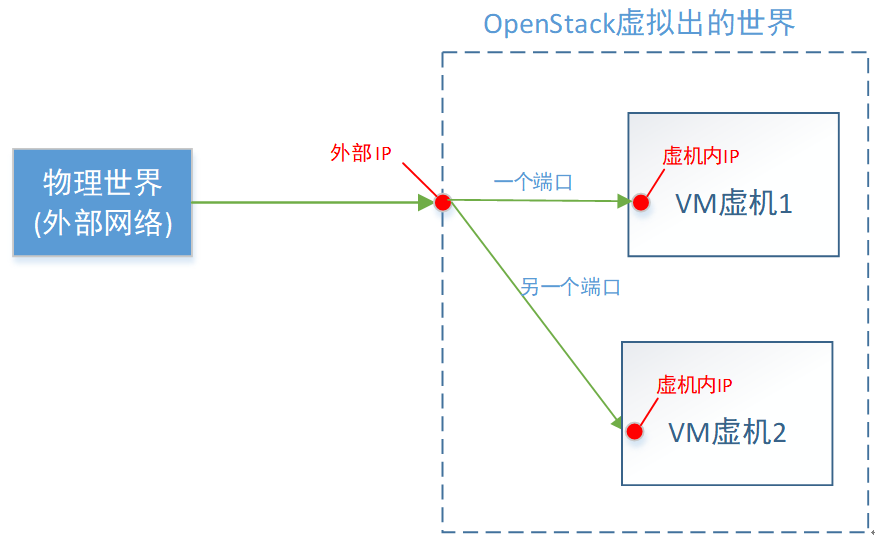 OpenStack虚拟出的世界
物理世界
(外部网络)
外部IP
一个端口
虚机内IP
VM虚机1
另一个端口
虚机内IP
VM虚机2